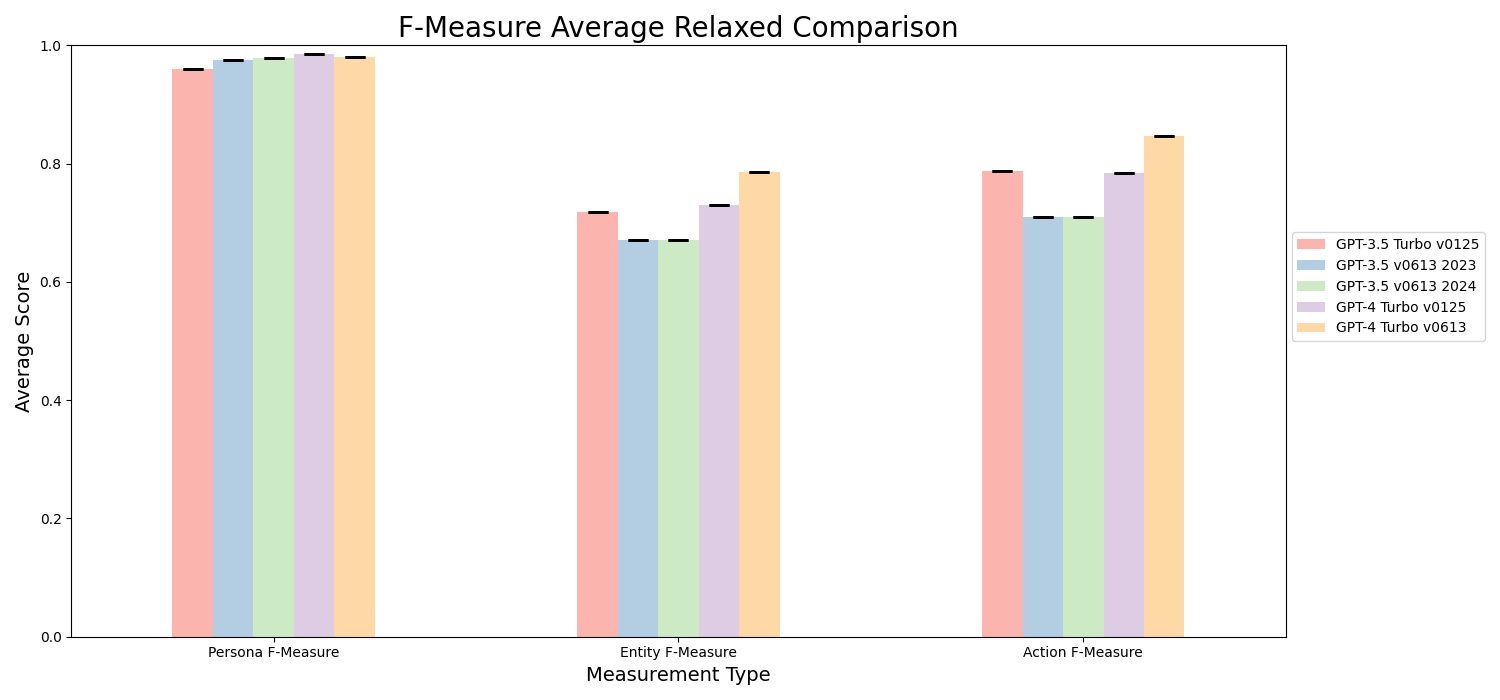 F-Measure Average Relaxed Comparison
Average Score
1.0
0.8
0.6
0.4
0.2
0.0
Persona F-Measure
Entity F-Measure
Action F-Measure
Measurement Type
GPT-3.5 Turbo v0125
GPT-3.5 v0613 2023
GPT-3.5 v0613 2024
GPT-4 Turbo v0125
GPT-4 Turbo v0613